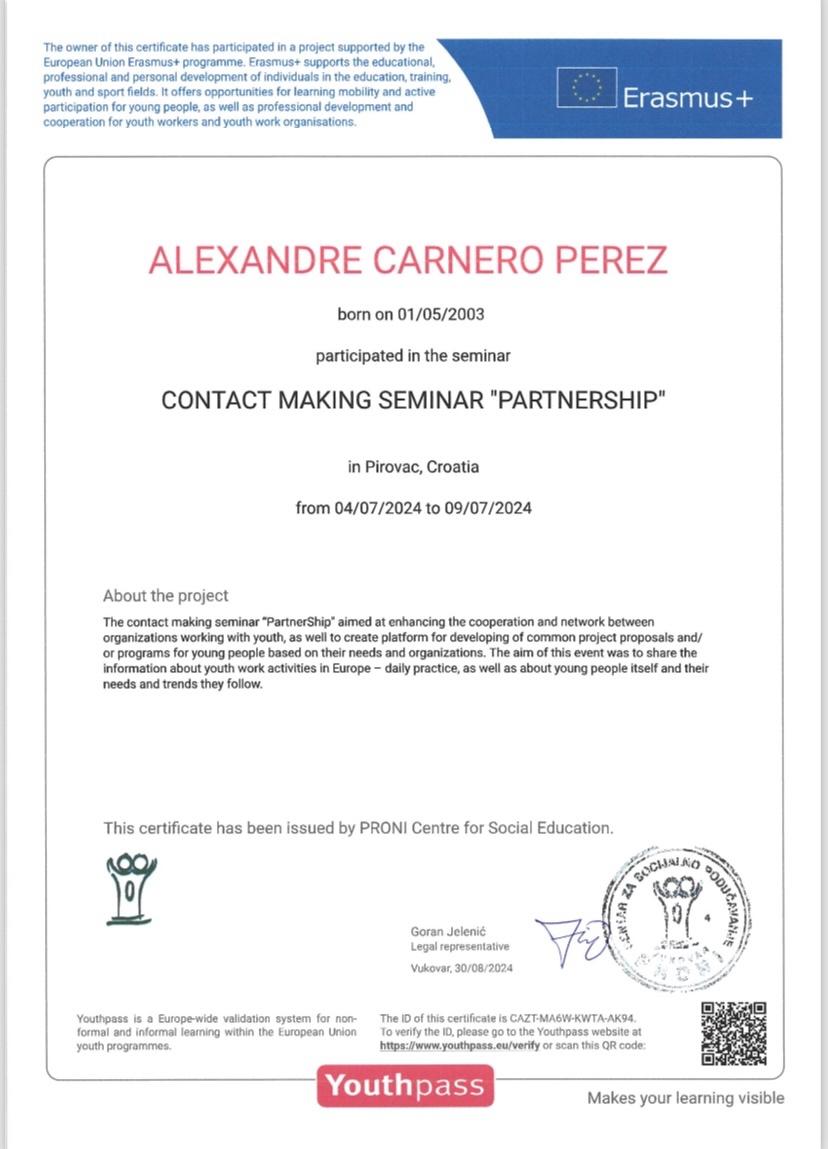 The owner of this certificate has participated in a project supported by the
European Union Erasmus+ programme. Erasmus+ supports the educational,
professional and personal development of individuals in the education, training,
youth and sport fields. It offers opportunities for learning mobility and active
participation for young people, as well as professional development and
cooperation for youth workers and youth work organisations.
Erasmus+
ALEXANDRE CARNERO PEREZ
born on 01/05/2003
participated in the seminar
CONTACT MAKING SEMINAR "PARTNERSHIP"
in Pirovac, Croatia
from 04/07/2024 to 09/07/2024
About the project
The contact making seminar “PartnerShip” aimed at enhancing the cooperation and network between
organizations working with youth, as well to create platform for developing of common project proposals and/
or programs for young people based on their needs and organizations. The aim of this event was to share the
information about youth work activities in Europe – daily practice, as well as about young people itself and their
needs and trends they follow.
This certificate has been issued by PRONI Centre for Social Education.
CENTAR ZA SOCIJALNO PODUČAVANJE
4
PRONI
Goran Jelenić
Legal representative
Vukovar, 30/08/2024
Youthpass is a Europe-wide validation system for non-
formal and informal learning within the European Union
youth programmes.
The ID of this certificate is CAZT-MA6W-KWTA-AK94.
To verify the ID, please go to the Youthpass website at
https://www.youthpass.eu/verify or scan this QR code:
Youthpass
Makes your learning visible